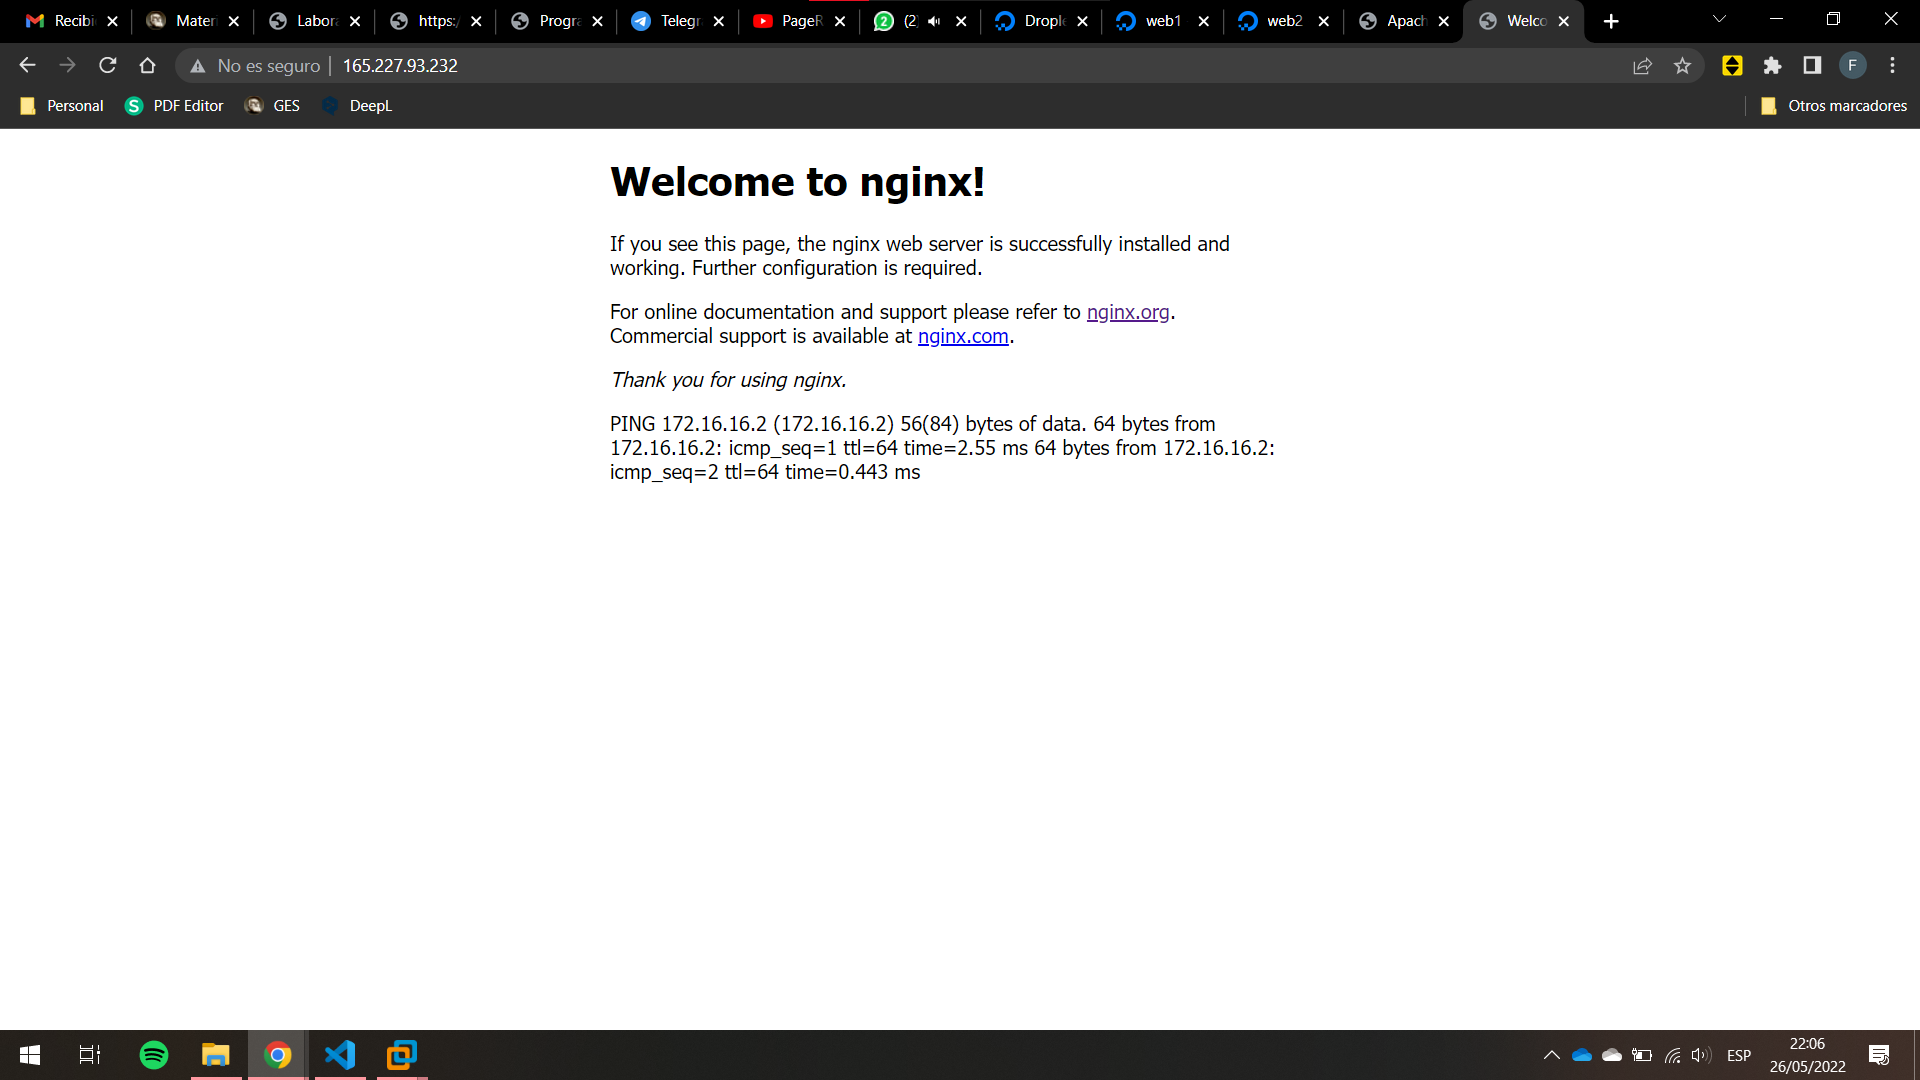 Recibi
Materi
Labora
https:/
Progra
Telegra
PageR
2
(2)
Drople
web1
web2
Apach
Welco
No es seguro
165.227.93.232
F
Personal
S
PDF Editor
GES
DeepL
Otros marcadores
Welcome to nginx!
If you see this page, the nginx web server is successfully installed and
working. Further configuration is required.
For online documentation and support please refer to nginx.org.
Commercial support is available at nginx.com.
Thank you for using nginx.
PING 172.16.16.2 (172.16.16.2) 56(84) bytes of data. 64 bytes from
172.16.16.2: icmp_seq=1 ttl=64 time=2.55 ms 64 bytes from 172.16.16.2:
icmp_seq=2 ttl=64 time=0.443 ms
ESP
22:06
26/05/2022